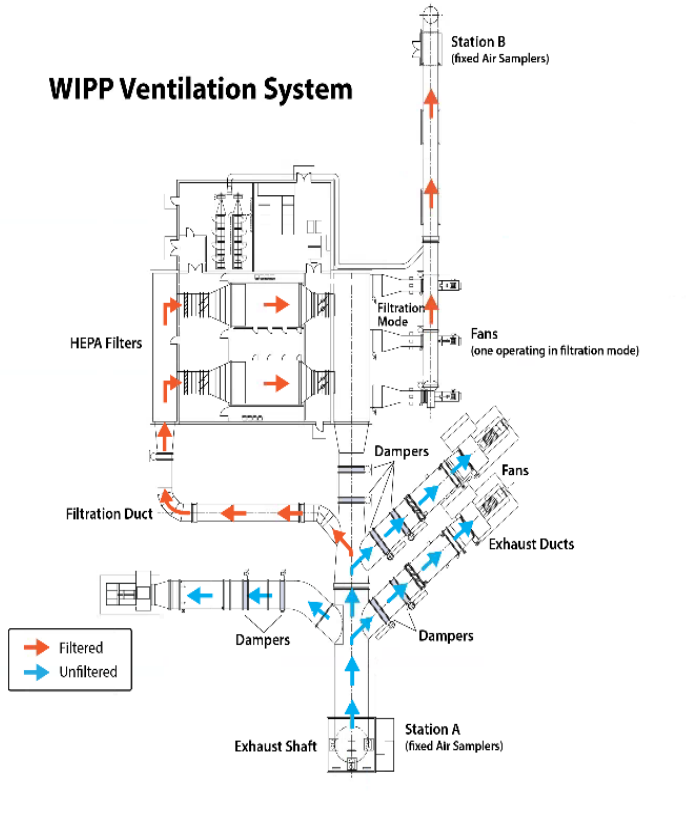 Station B
(fixed Air Samplers)
WIPP Ventilation System
Filtration
Mode
HEPA Filters
Fans
(one operating in filtration mode)
Dampers
Fans
Filtration Duct
Exhaust Ducts
Dampers
Dampers
Filtered
Unfiltered
Station A
(fixed Air Samplers)
Exhaust Shaft